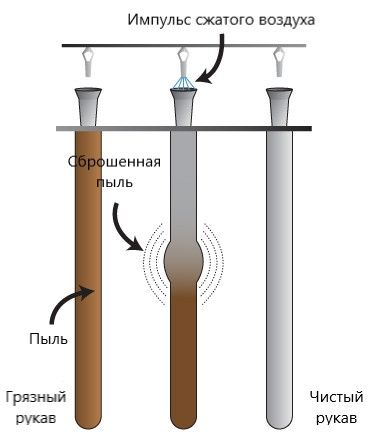 Импульс сжатого воздуха
Сброшенная
пыль
Пыль
Грязный
рукав
Чистый
рукав